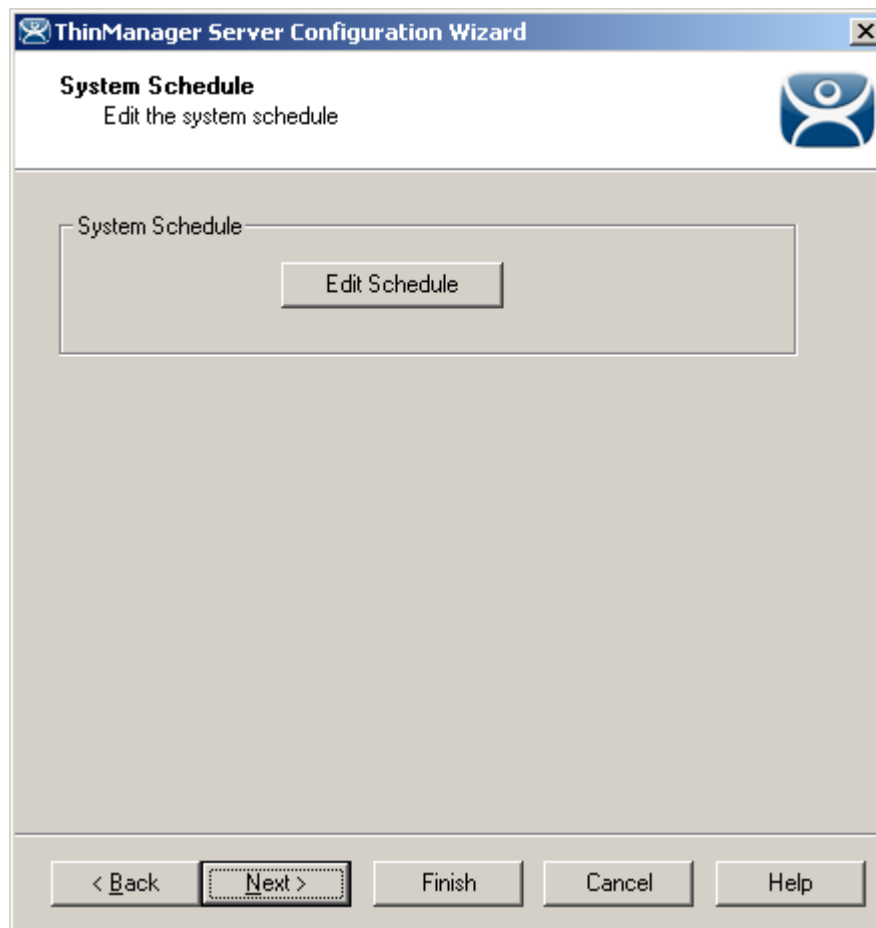 ThinManager Server Configuration Wizard
System Schedule
Edit the system schedule
System Schedule
Edit Schedule
< Back Next > Finish Cancel Help